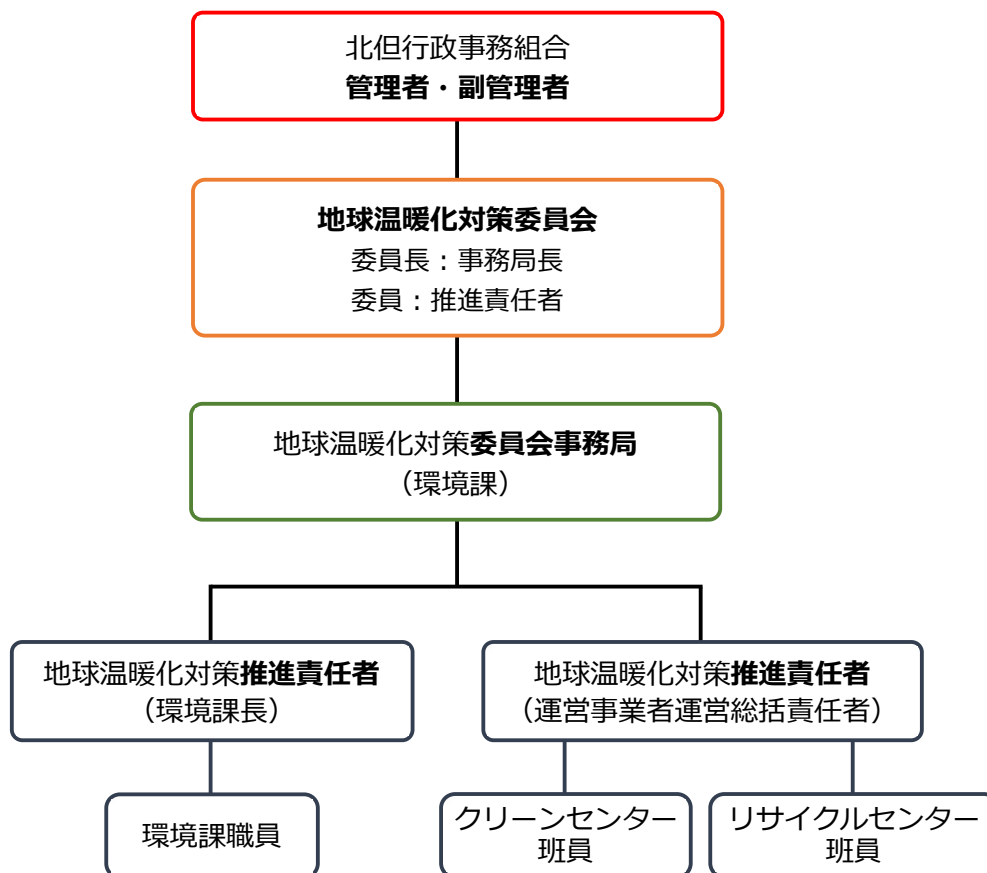 北但行政事務組合
管理者・副管理者
地球温暖化対策委員会
委員長：事務局長
委員：推進責任者
地球温暖化対策委員会事務局
（環境課）
地球温暖化対策推進責任者
（環境課長）
地球温暖化対策推進責任者
（運営事業者運営総括責任者）
環境課職員
クリーンセンター
班員
リサイクルセンター
班員